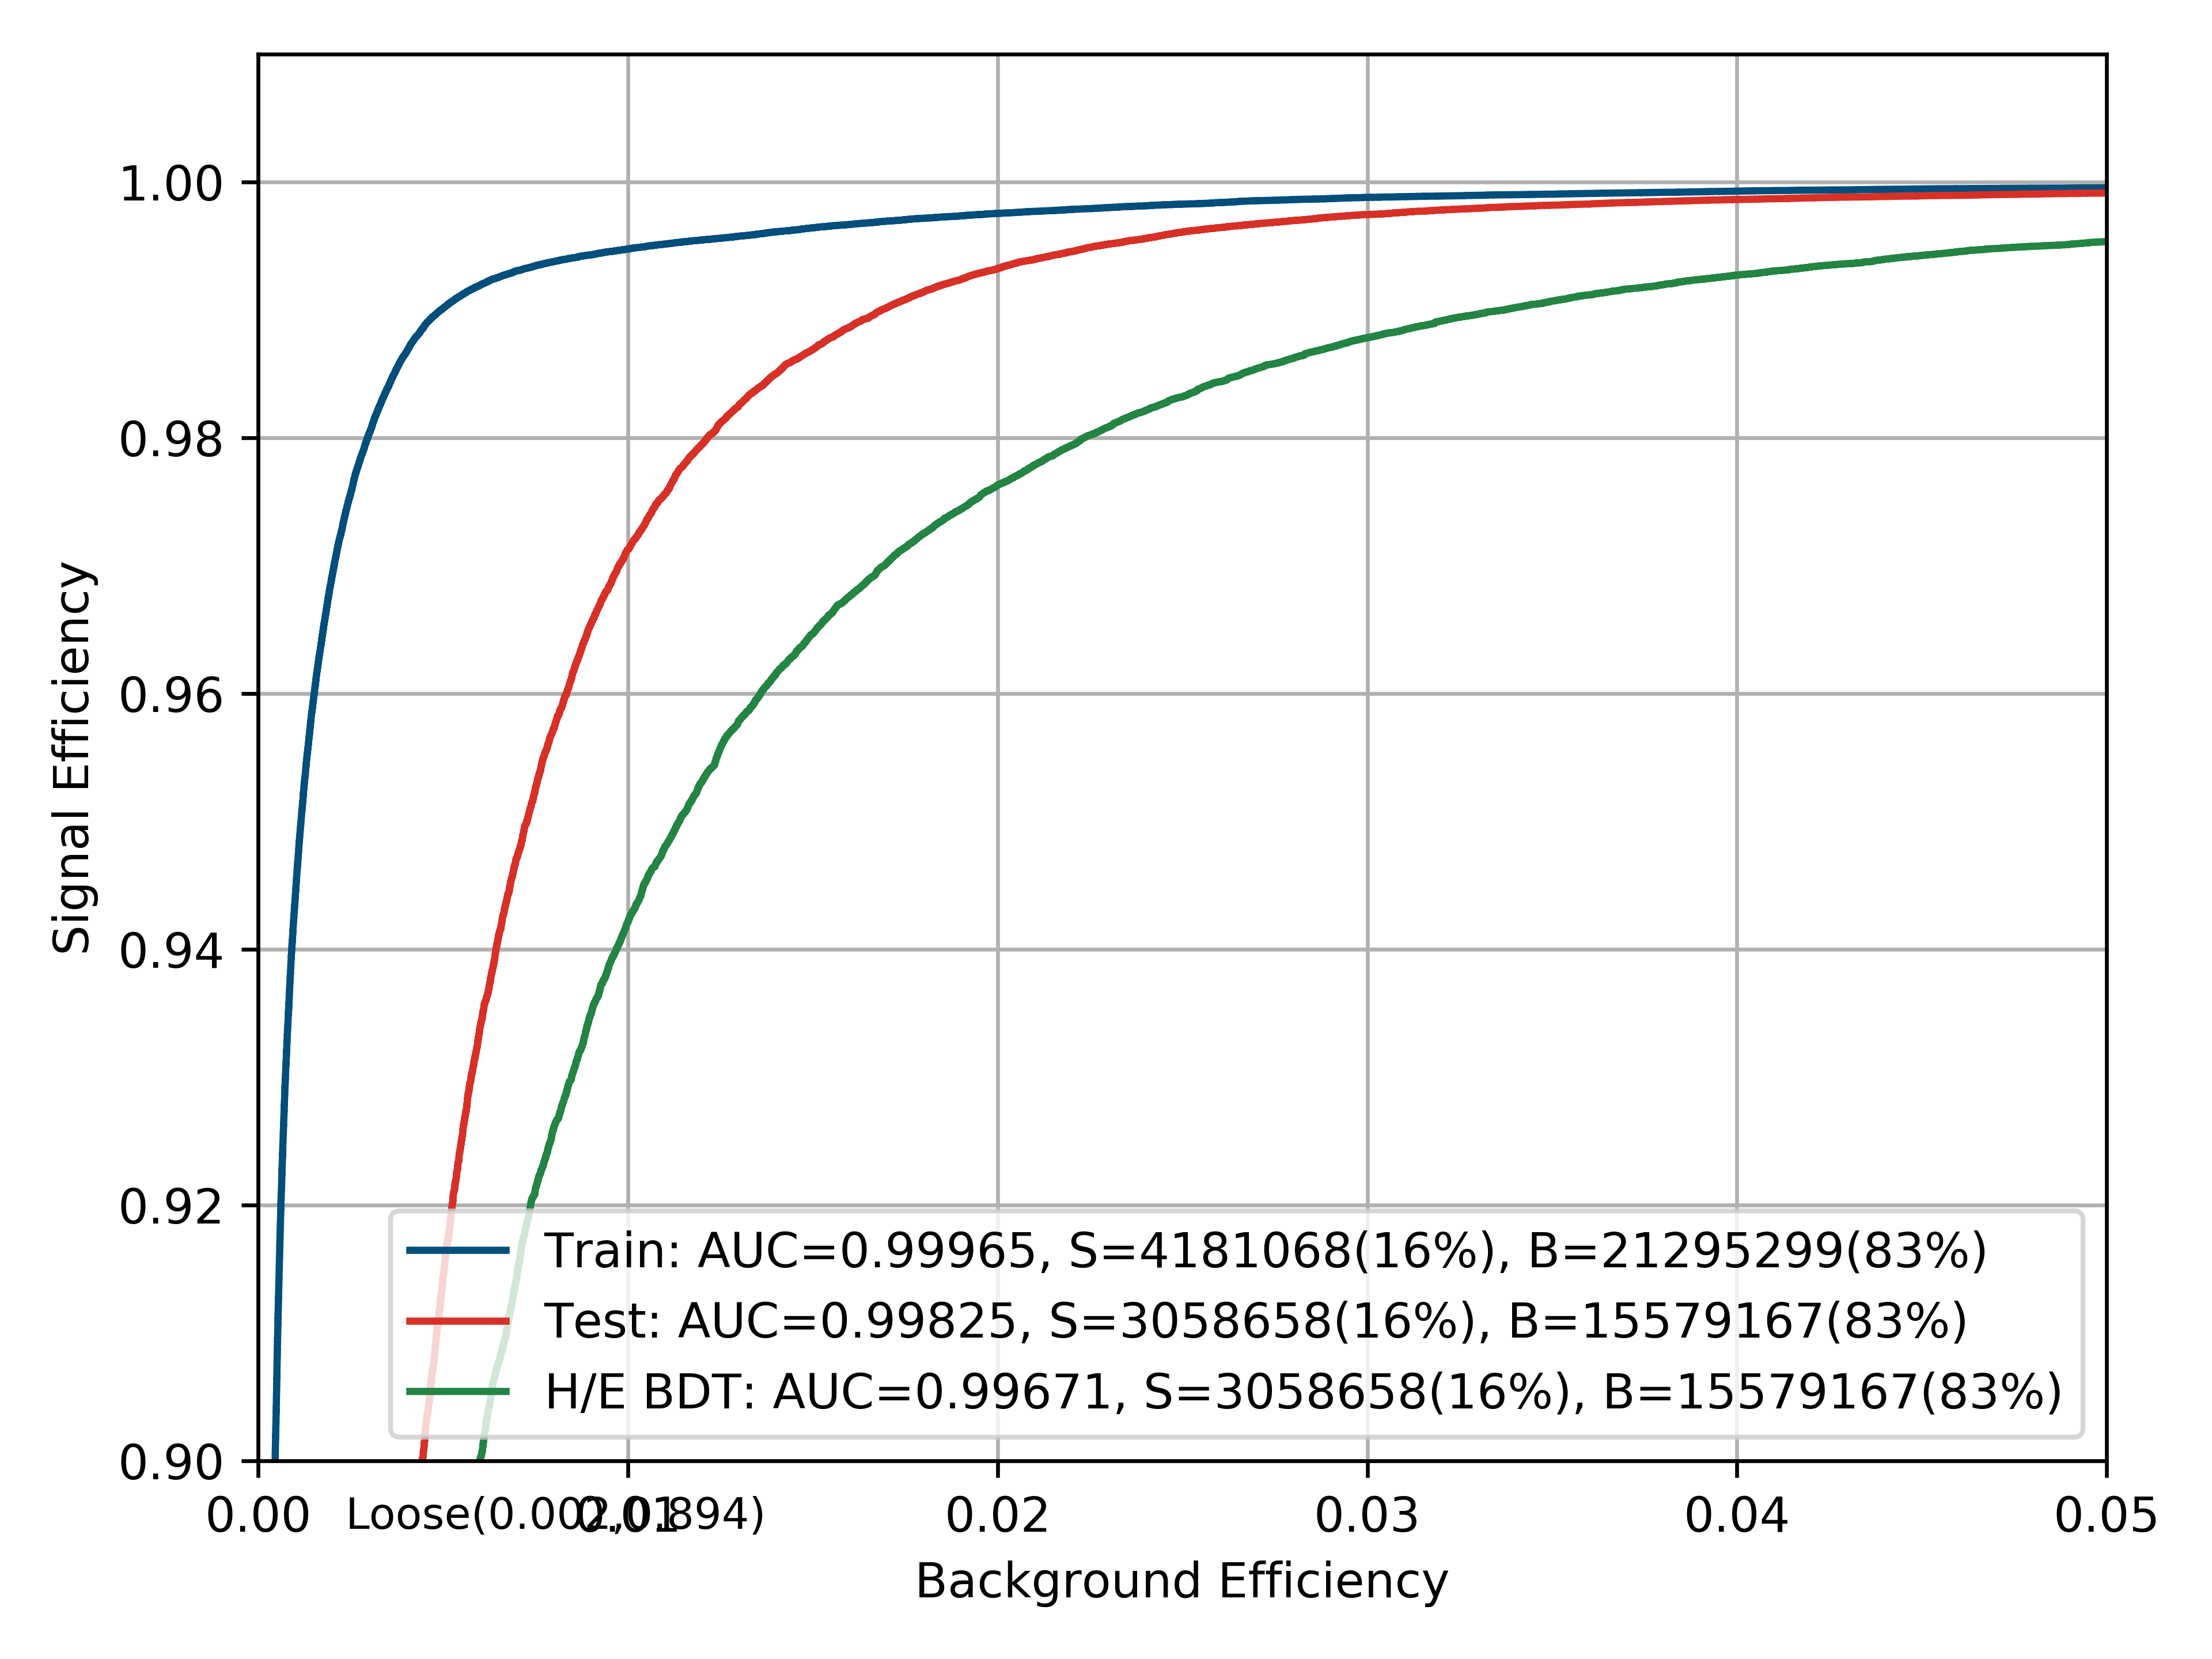 1.00
0.98
0.96
0.94
0.92
0.90
Signal Efficiency
Train: AUC=0.99965, S=4181068(16%), B=21295299(83%)
Test: AUC=0.99825, S=3058658(16%), B=15579167(83%)
H/E BDT: AUC=0.99671, S=3058658(16%), B=15579167(83%)
0.00 0.01 0.02 0.03 0.04 0.05
Background Efficiency